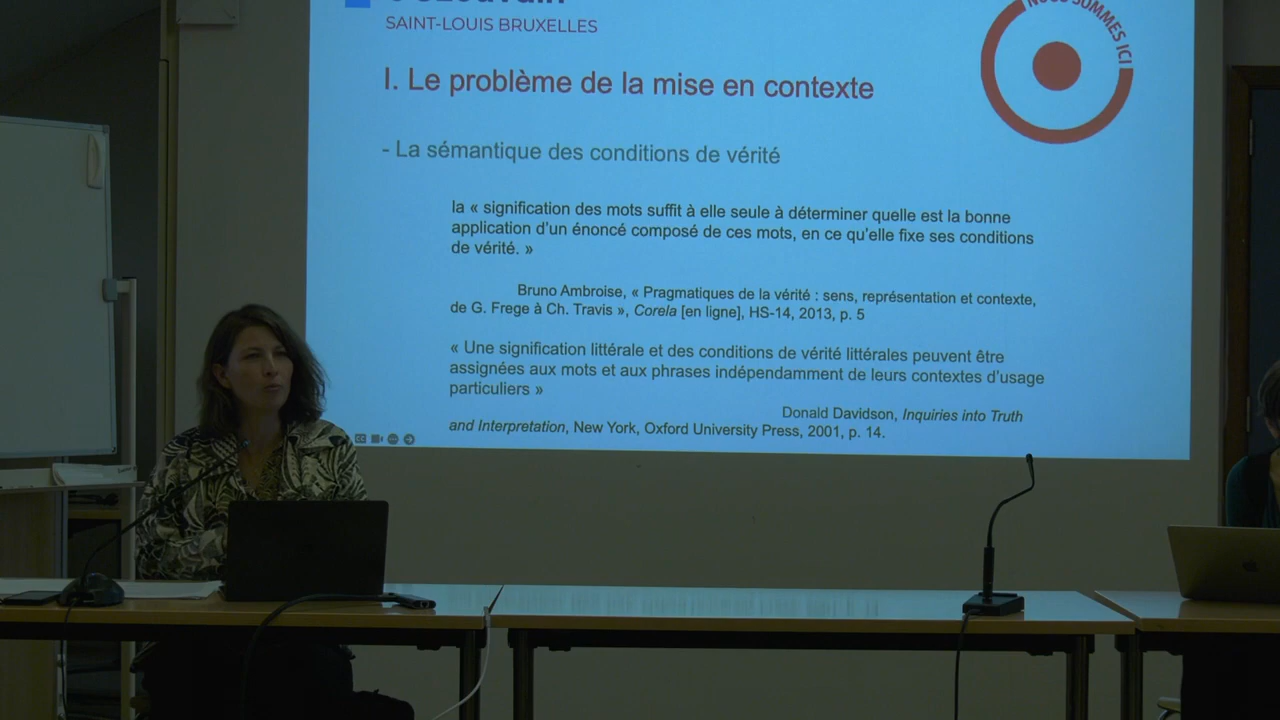 SAINT-LOUIS BRUXELLES
NOUS SOMMES ICI
I. Le problème de la mise en contexte
- La sémantique des conditions de vérité
la « signification des mots suffit à elle seule à déterminer quelle est la bonne
application d'un énoncé composé de ces mots, en ce qu'elle fixe ses conditions
de vérité. »
Bruno Ambroise, « Pragmatiques de la vérité : sens, représentation et contexte,
de G. Frege à Ch. Travis », Corela [en ligne], HS-14, 2013, p. 5
« Une signification littérale et des conditions de vérité littérales peuvent être
assignées aux mots et aux phrases indépendamment de leurs contextes d'usage
particuliers »
Donald Davidson, Inquiries into Truth
and Interpretation, New York, Oxford University Press, 2001, p. 14.